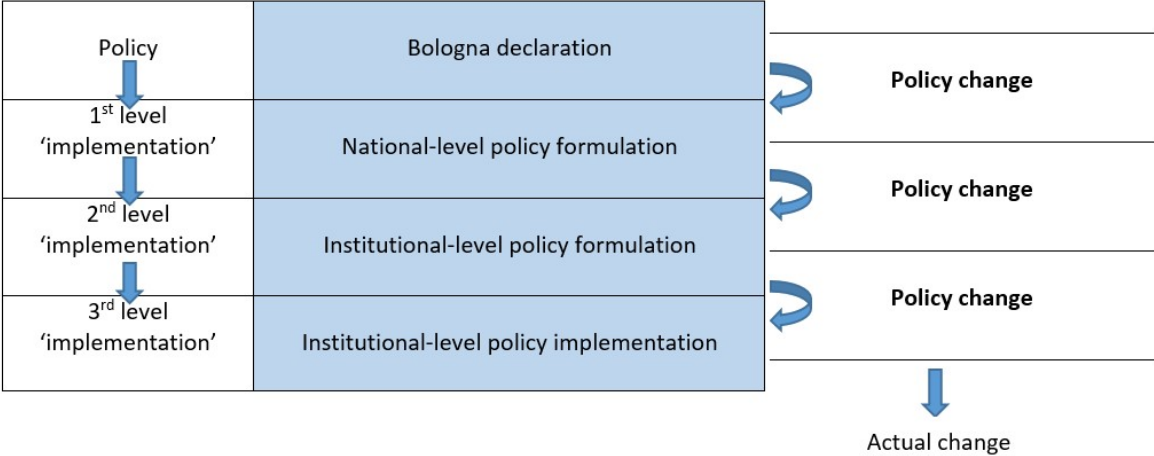 Policy
Bologna declaration
Policy change
1st level
‘implementation’
National-level policy formulation
Policy change
2nd level
‘implementation’
Institutional-level policy formulation
Policy change
3rd level
‘implementation’
Institutional-level policy implementation
Actual change